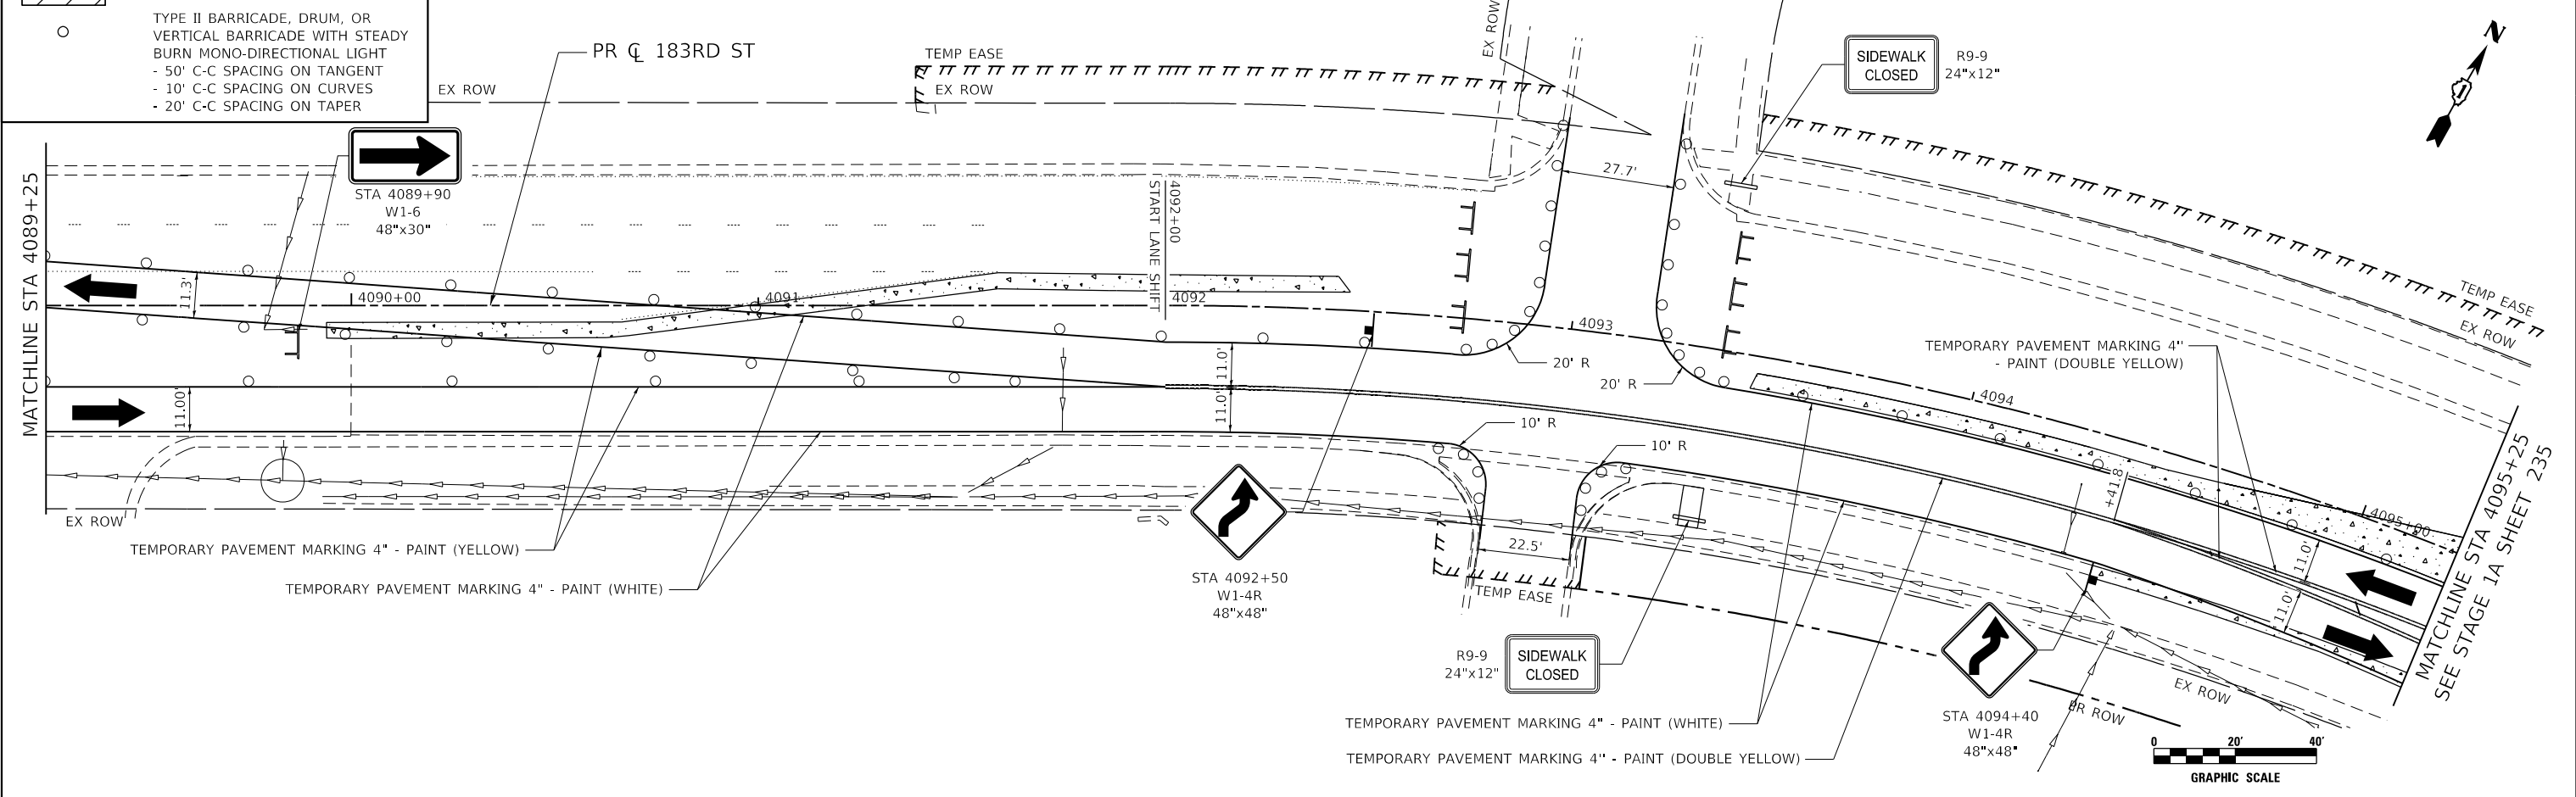 TYPE II BARRICADE, DRUM, OR
VERTICAL BARRICADE WITH STEADY
BURN MONO-DIRECTIONAL LIGHT
- 50' C-C SPACING ON TANGENT
- 10' C-C SPACING ON CURVES
- 20' C-C SPACING ON TAPER
PR ℄ 183RD ST
EX ROW
TEMP EASE
EX ROW
EX ROW
SIDEWALK
CLOSED
R9-9
24"x12"
N
1
MATCHLINE STA 4089+25
STA 4089+90
W1-6
48"x30"
27.7'
4092+00
START LANE SHIFT
11.3'
4090+00
4091
4092
4093
4094
4095+00
TEMP EASE
EX ROW
TEMPORARY PAVEMENT MARKING 4"
- PAINT (DOUBLE YELLOW)
20' R
20' R
11.0'
11.0'
11.00'
10' R
10' R
+41.8
11.0'
11.0'
MATCHLINE STA 4095+25
SEE STAGE 1A SHEET 235
EX ROW
TEMPORARY PAVEMENT MARKING 4" - PAINT (YELLOW)
TEMPORARY PAVEMENT MARKING 4" - PAINT (WHITE)
STA 4092+50
W1-4R
48"x48"
22.5'
TEMP EASE
R9-9
24"x12"
SIDEWALK
CLOSED
TEMPORARY PAVEMENT MARKING 4" - PAINT (WHITE)
TEMPORARY PAVEMENT MARKING 4" - PAINT (DOUBLE YELLOW)
STA 4094+40
W1-4R
48"x48"
EX ROW
PR ROW
0 20' 40'
GRAPHIC SCALE